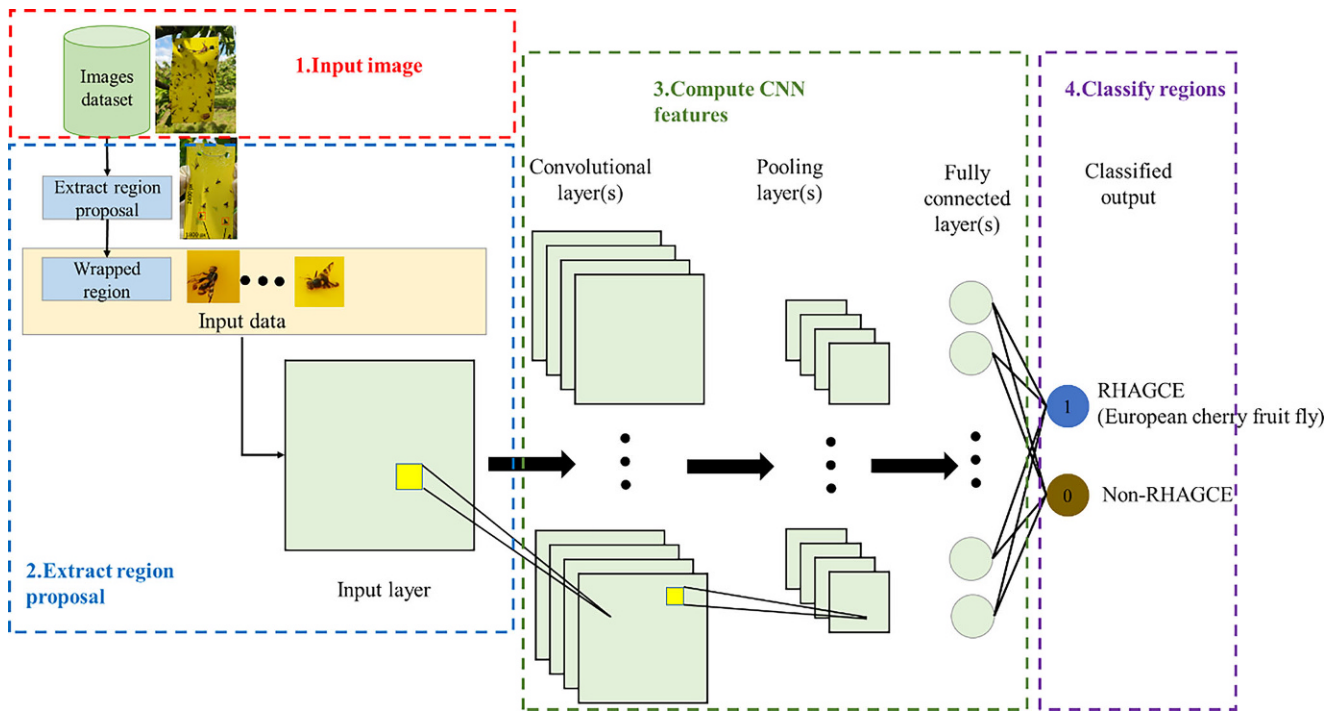 1.Input image
Images
dataset
Extract region
proposal
1800 px
Wrapped
region
Input data
2.Extract region
proposal
Input layer
3.Compute CNN
features
Convolutional
layer(s)
Pooling
layer(s)
Fully
connected
layer(s)
4.Classify regions
Classified
output
1
RHAGCE
(European cherry fruit fly)
0
Non-RHAGCE